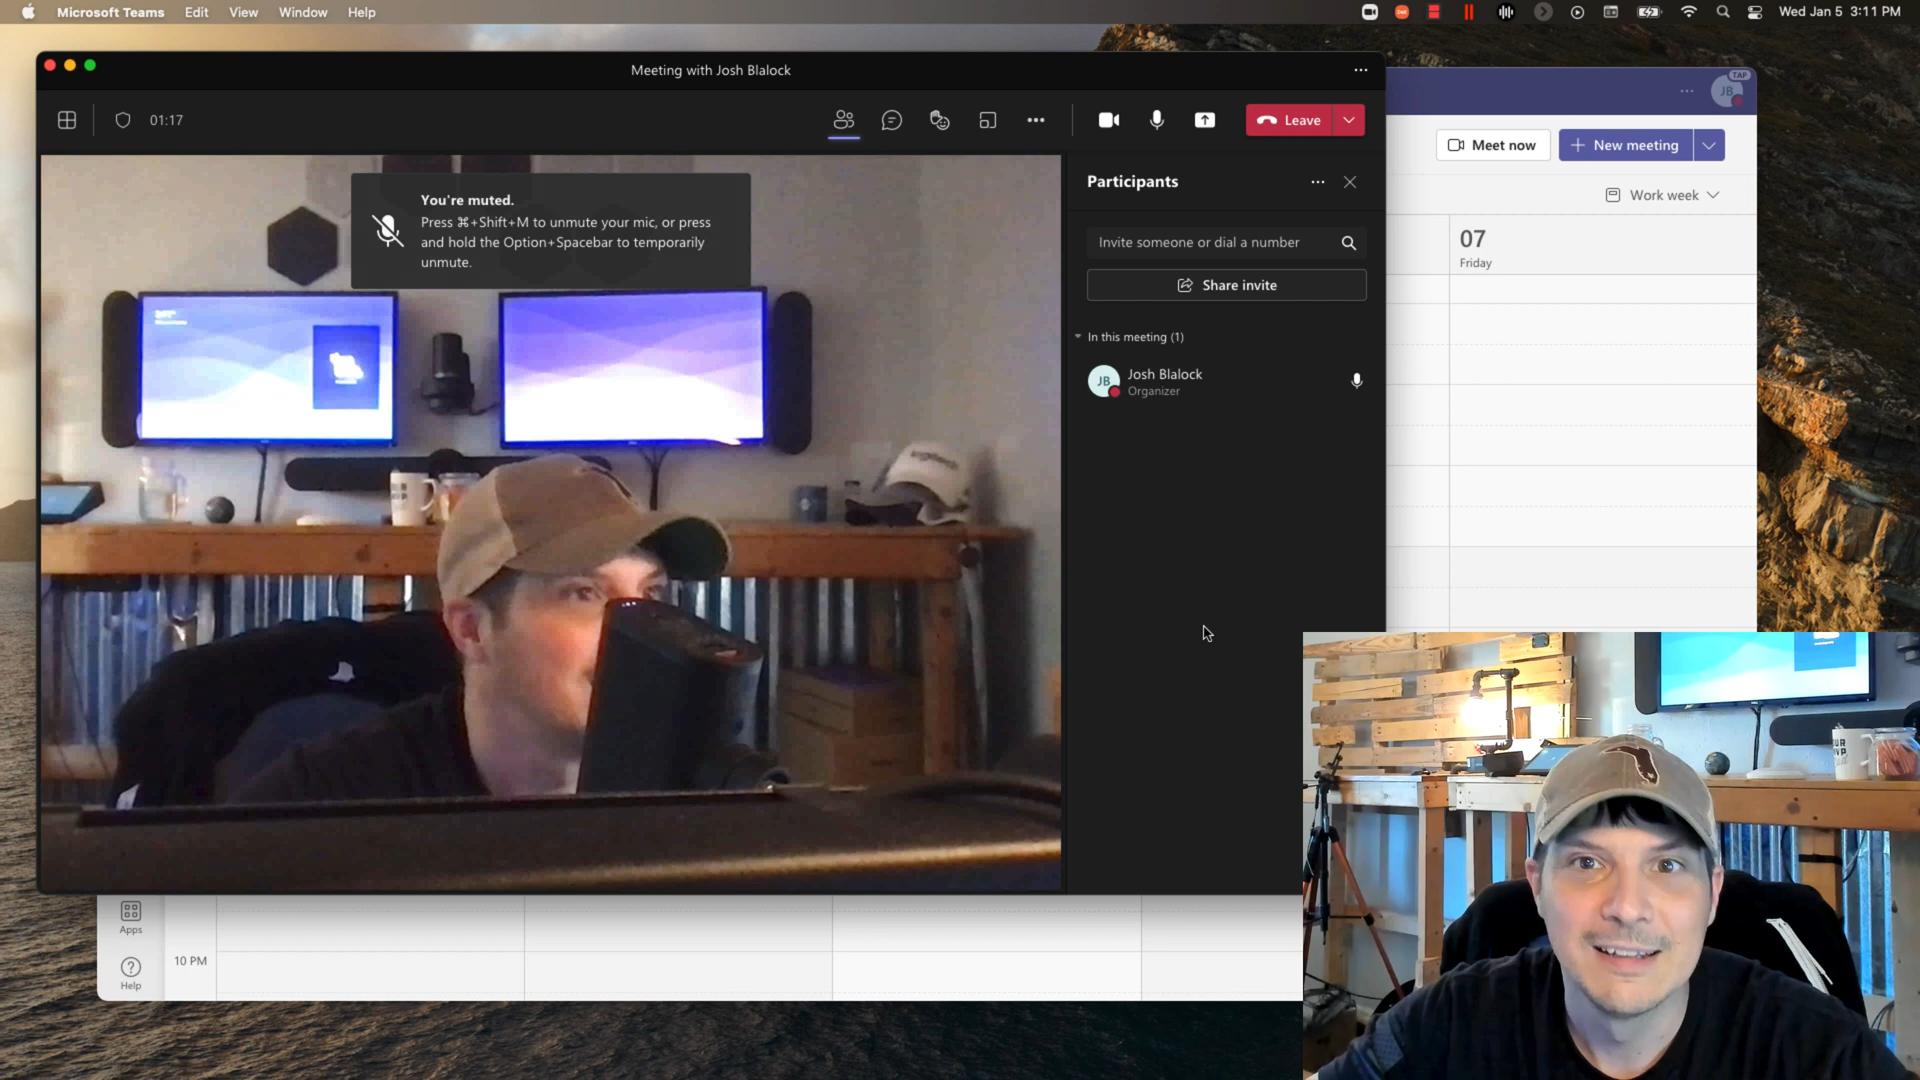 Microsoft Teams Edit View Window Help
Wed Jan 5 3:11 PM
Meeting with Josh Blalock
01:17
Leave
You're muted.
Press ⌘+Shift+M to unmute your mic, or press
and hold the Option+Spacebar to temporarily
unmute.
Participants
Invite someone or dial a number
Share invite
In this meeting (1)
JB
Josh Blalock
Organizer
TAP
JB
Meet now
New meeting
Work week
07
Friday
Apps
Help
10 PM